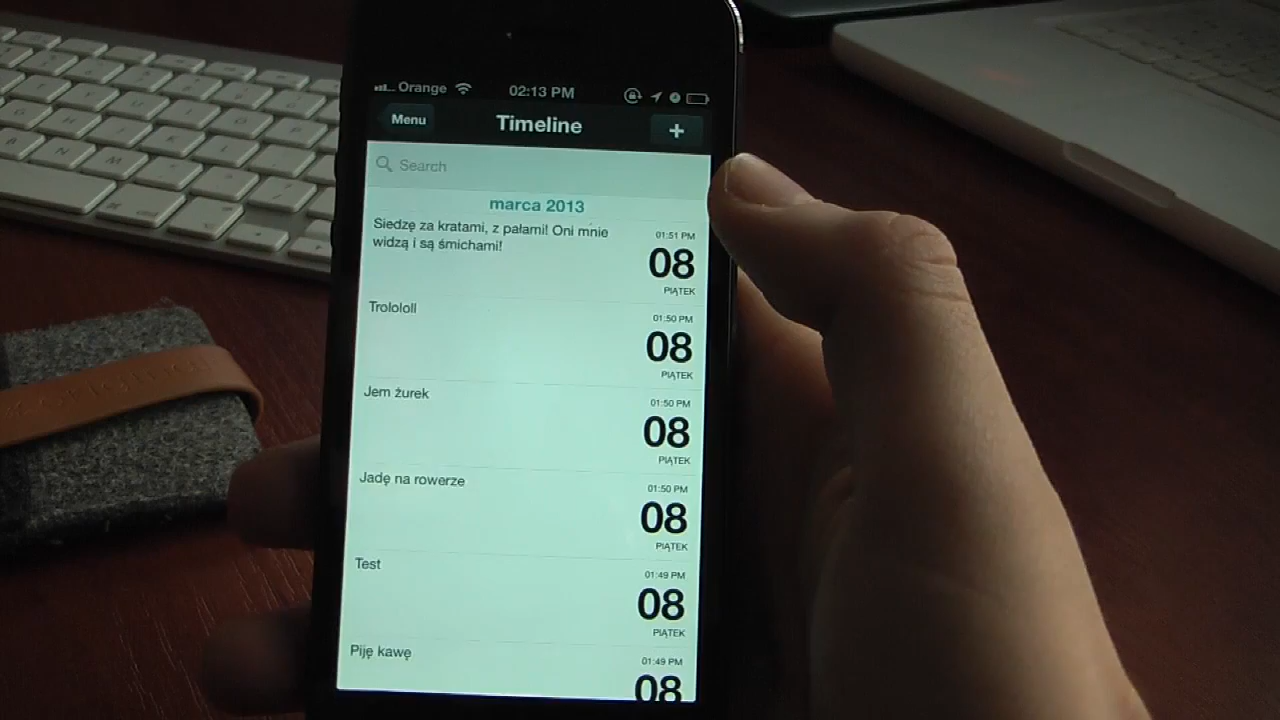 Orange 02:13 PM
Menu Timeline +
Search
marca 2013
Siedzę za kratami, z pałami! Oni mnie
widzą i są śmichami!
01:51 PM
08
PIĄTEK
Trolololl
01:50 PM
08
PIĄTEK
Jem żurek
01:50 PM
08
PIĄTEK
Jadę na rowerze
01:50 PM
08
PIĄTEK
Test
01:49 PM
08
PIĄTEK
Piję kawę
01:49 PM
08